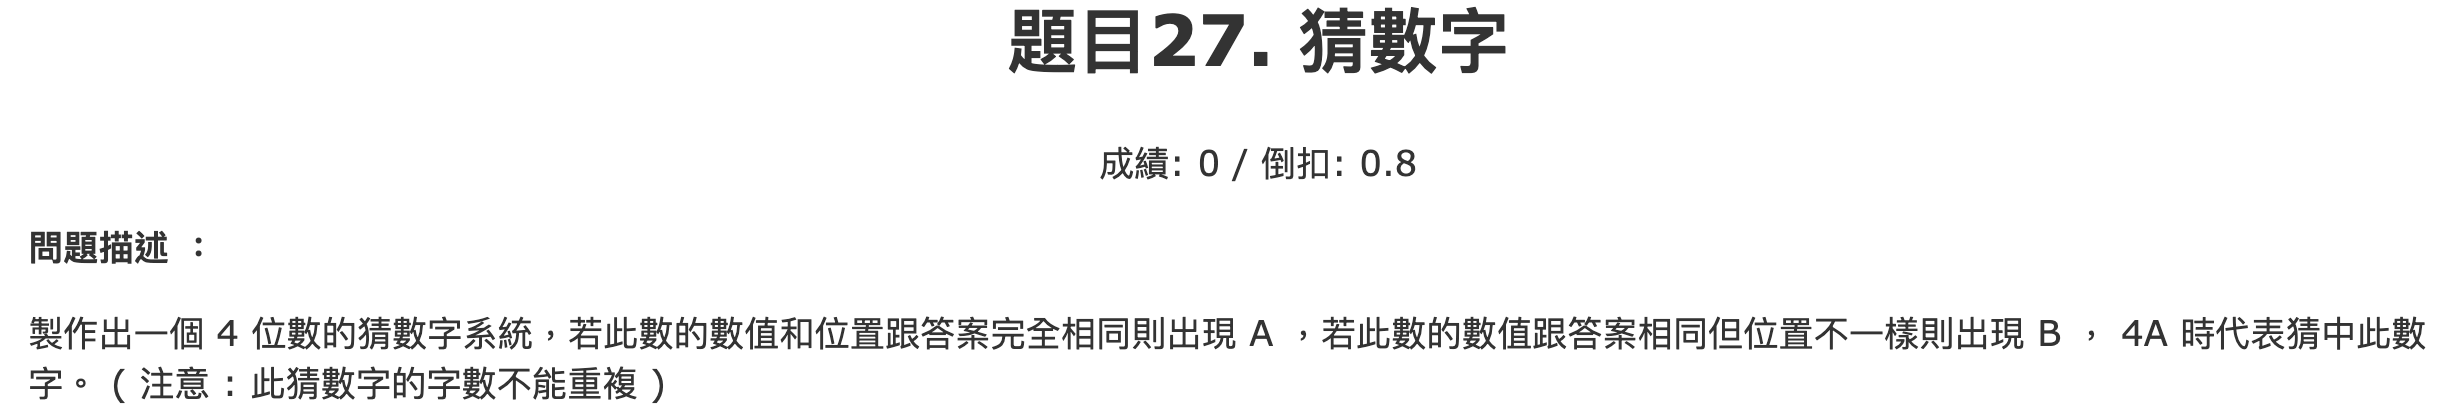 題目27. 猜數字
成績: 0 / 倒扣: 0.8
問題描述 ：
製作出一個 4 位數的猜數字系統，若此數的數值和位置跟答案完全相同則出現 A ，若此數的數值跟答案相同但位置不一樣則出現 B ， 4A 時代表猜中此數
字。 ( 注意 : 此猜數字的字數不能重複 )